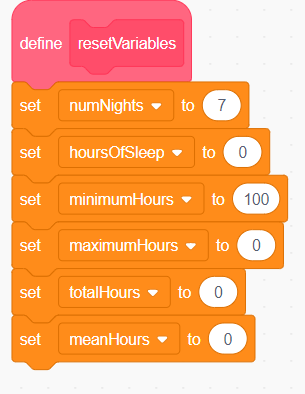 define resetVariables
set numNights to 7
set hoursOfSleep to 0
set minimumHours to 100
set maximumHours to 0
set totalHours to 0
set meanHours to 0